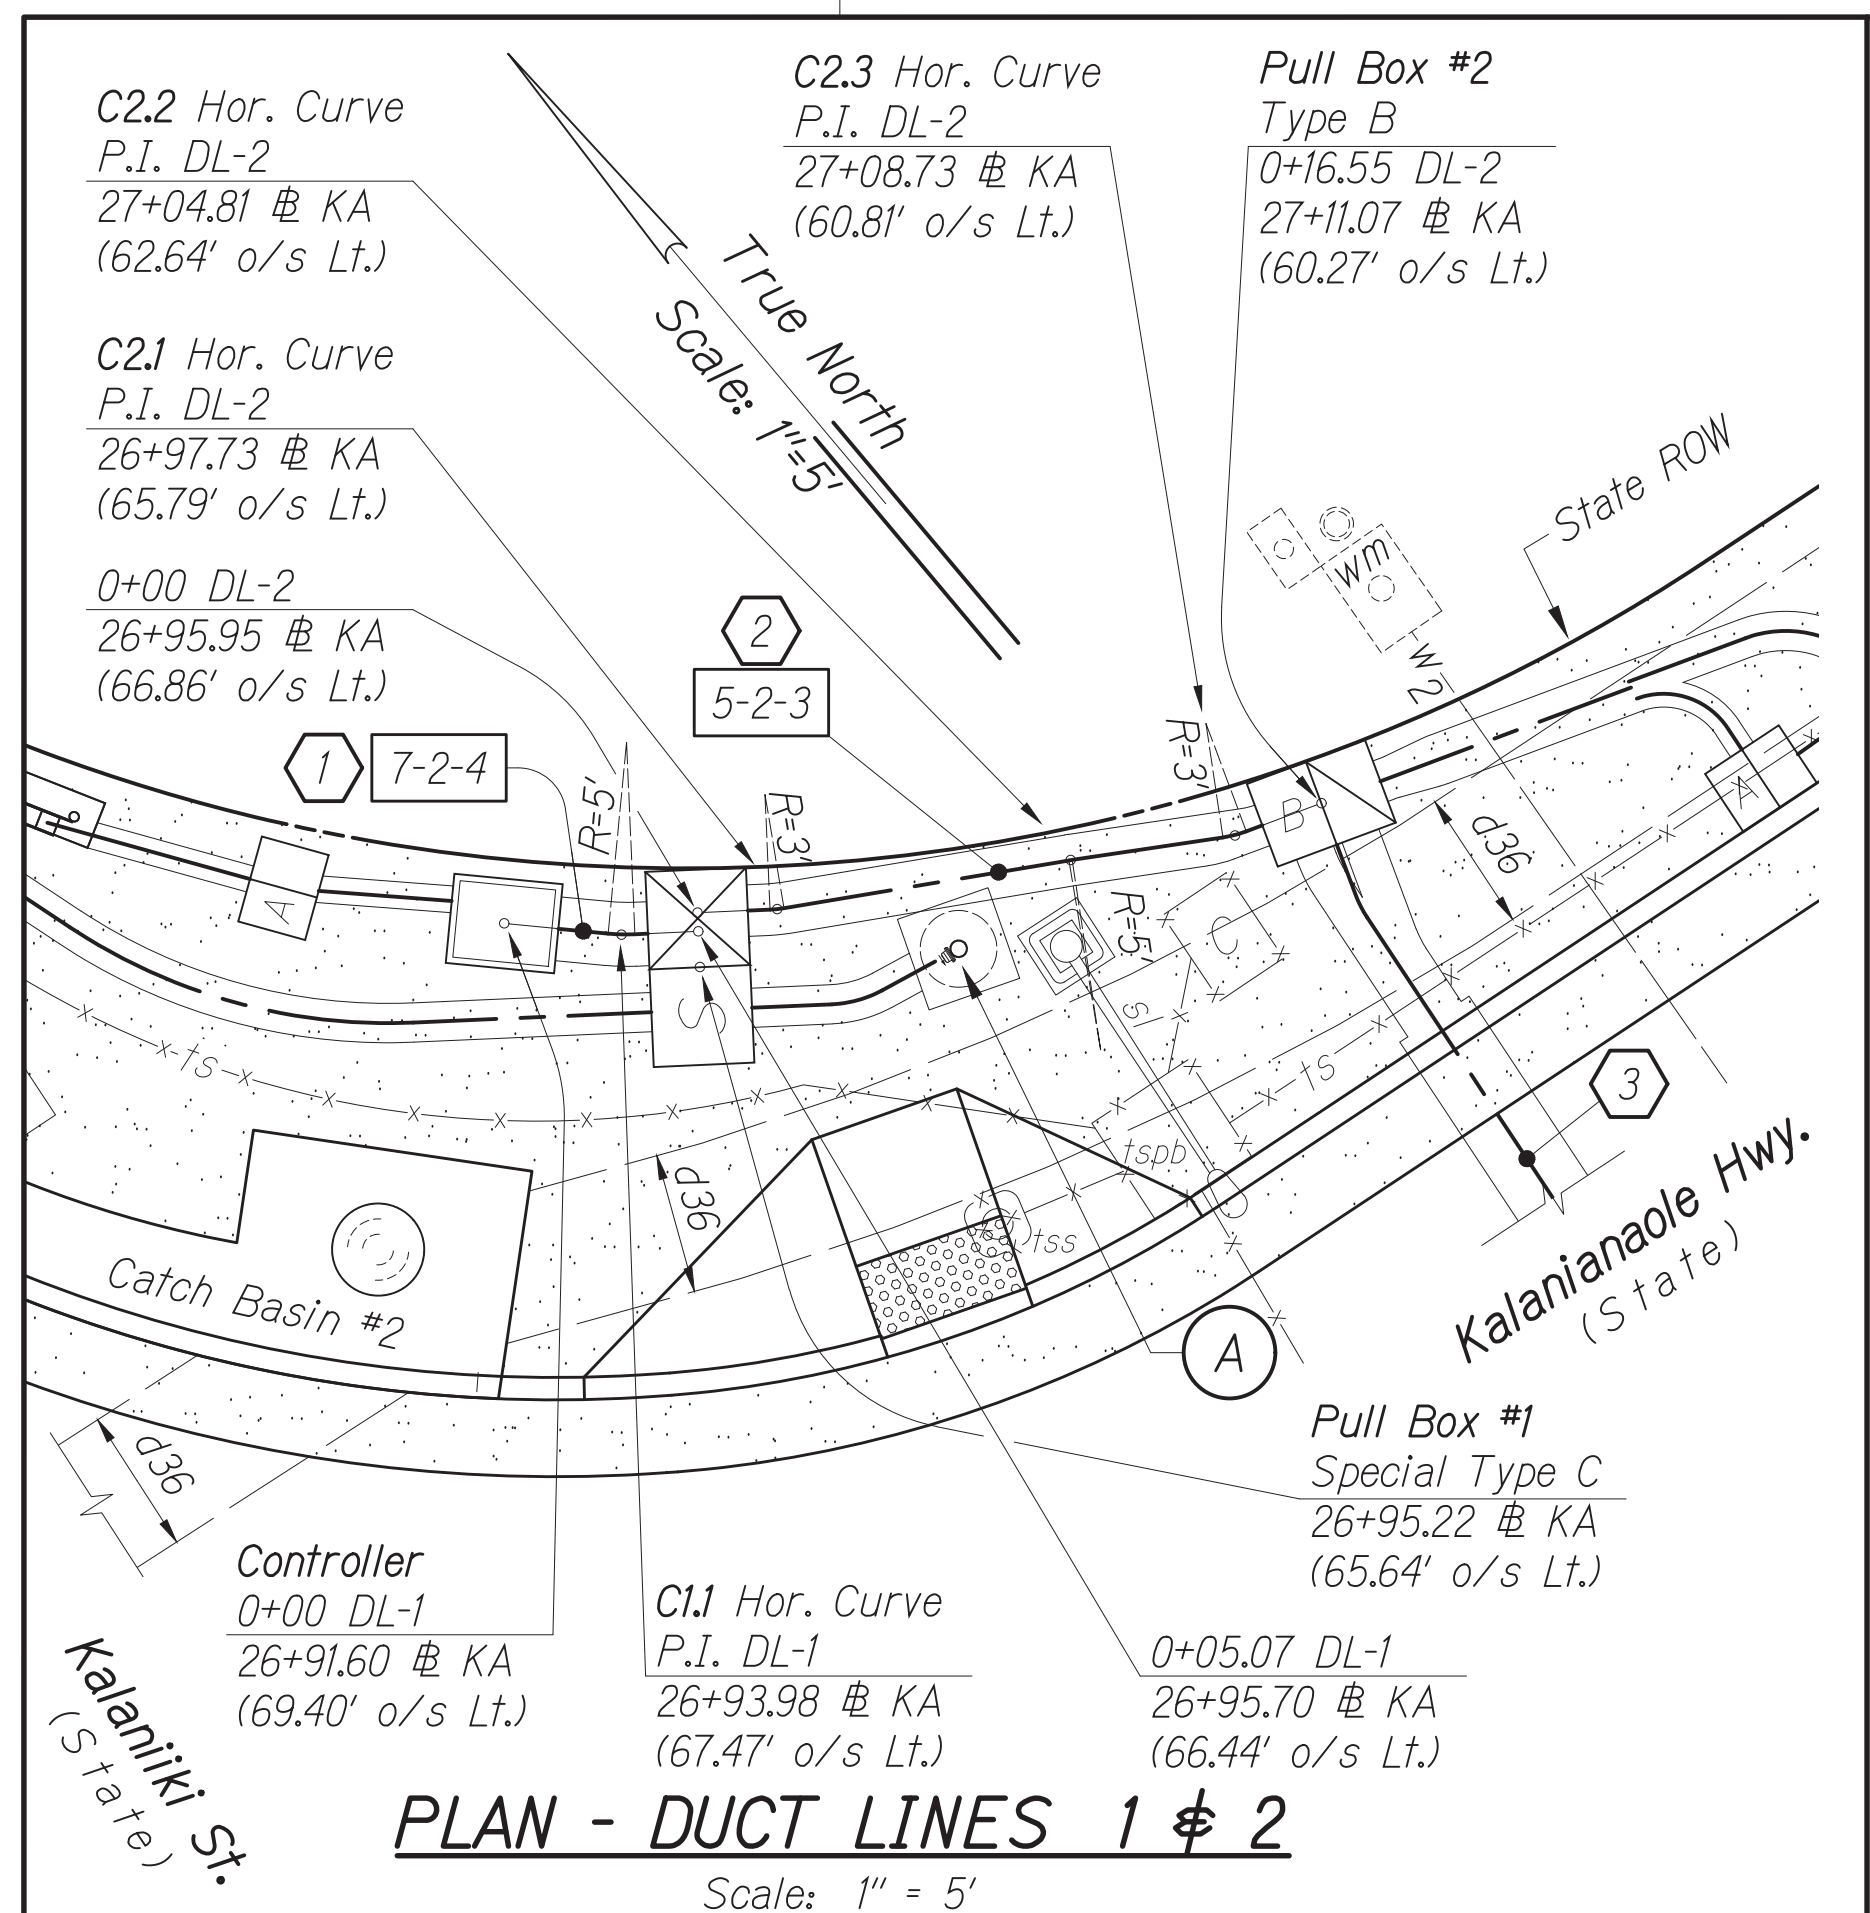 C2.2 Hor. Curve
P.I. DL-2
27+04.81 ℄ KA
(62.64' o/s Lt.)
C2.3 Hor. Curve
P.I. DL-2
27+08.73 ℄ KA
(60.81' o/s Lt.)
Pull Box #2
Type B
0+16.55 DL-2
27+11.07 ℄ KA
(60.27' o/s Lt.)
True North
Scale: 1"=5'
C2.1 Hor. Curve
P.I. DL-2
26+97.73 ℄ KA
(65.79' o/s Lt.)
0+00 DL-2
26+95.95 ℄ KA
(66.86' o/s Lt.)
State ROW
wm
W2
2
5-2-3
1
7-2-4
R=5'
R=3'
R=3'
R=5'
B
A
d36
A
S
C
s
ts
ts
3
tspb
tss
d36
Catch Basin #2
d36
A
Kalanianaole Hwy.
(State)
Pull Box #1
Special Type C
26+95.22 ℄ KA
(65.64' o/s Lt.)
Controller
0+00 DL-1
26+91.60 ℄ KA
(69.40' o/s Lt.)
C1.1 Hor. Curve
P.I. DL-1
26+93.98 ℄ KA
(67.47' o/s Lt.)
0+05.07 DL-1
26+95.70 ℄ KA
(66.44' o/s Lt.)
Kalaniiki St.
(State)
PLAN - DUCT LINES 1 & 2
Scale: 1" = 5'